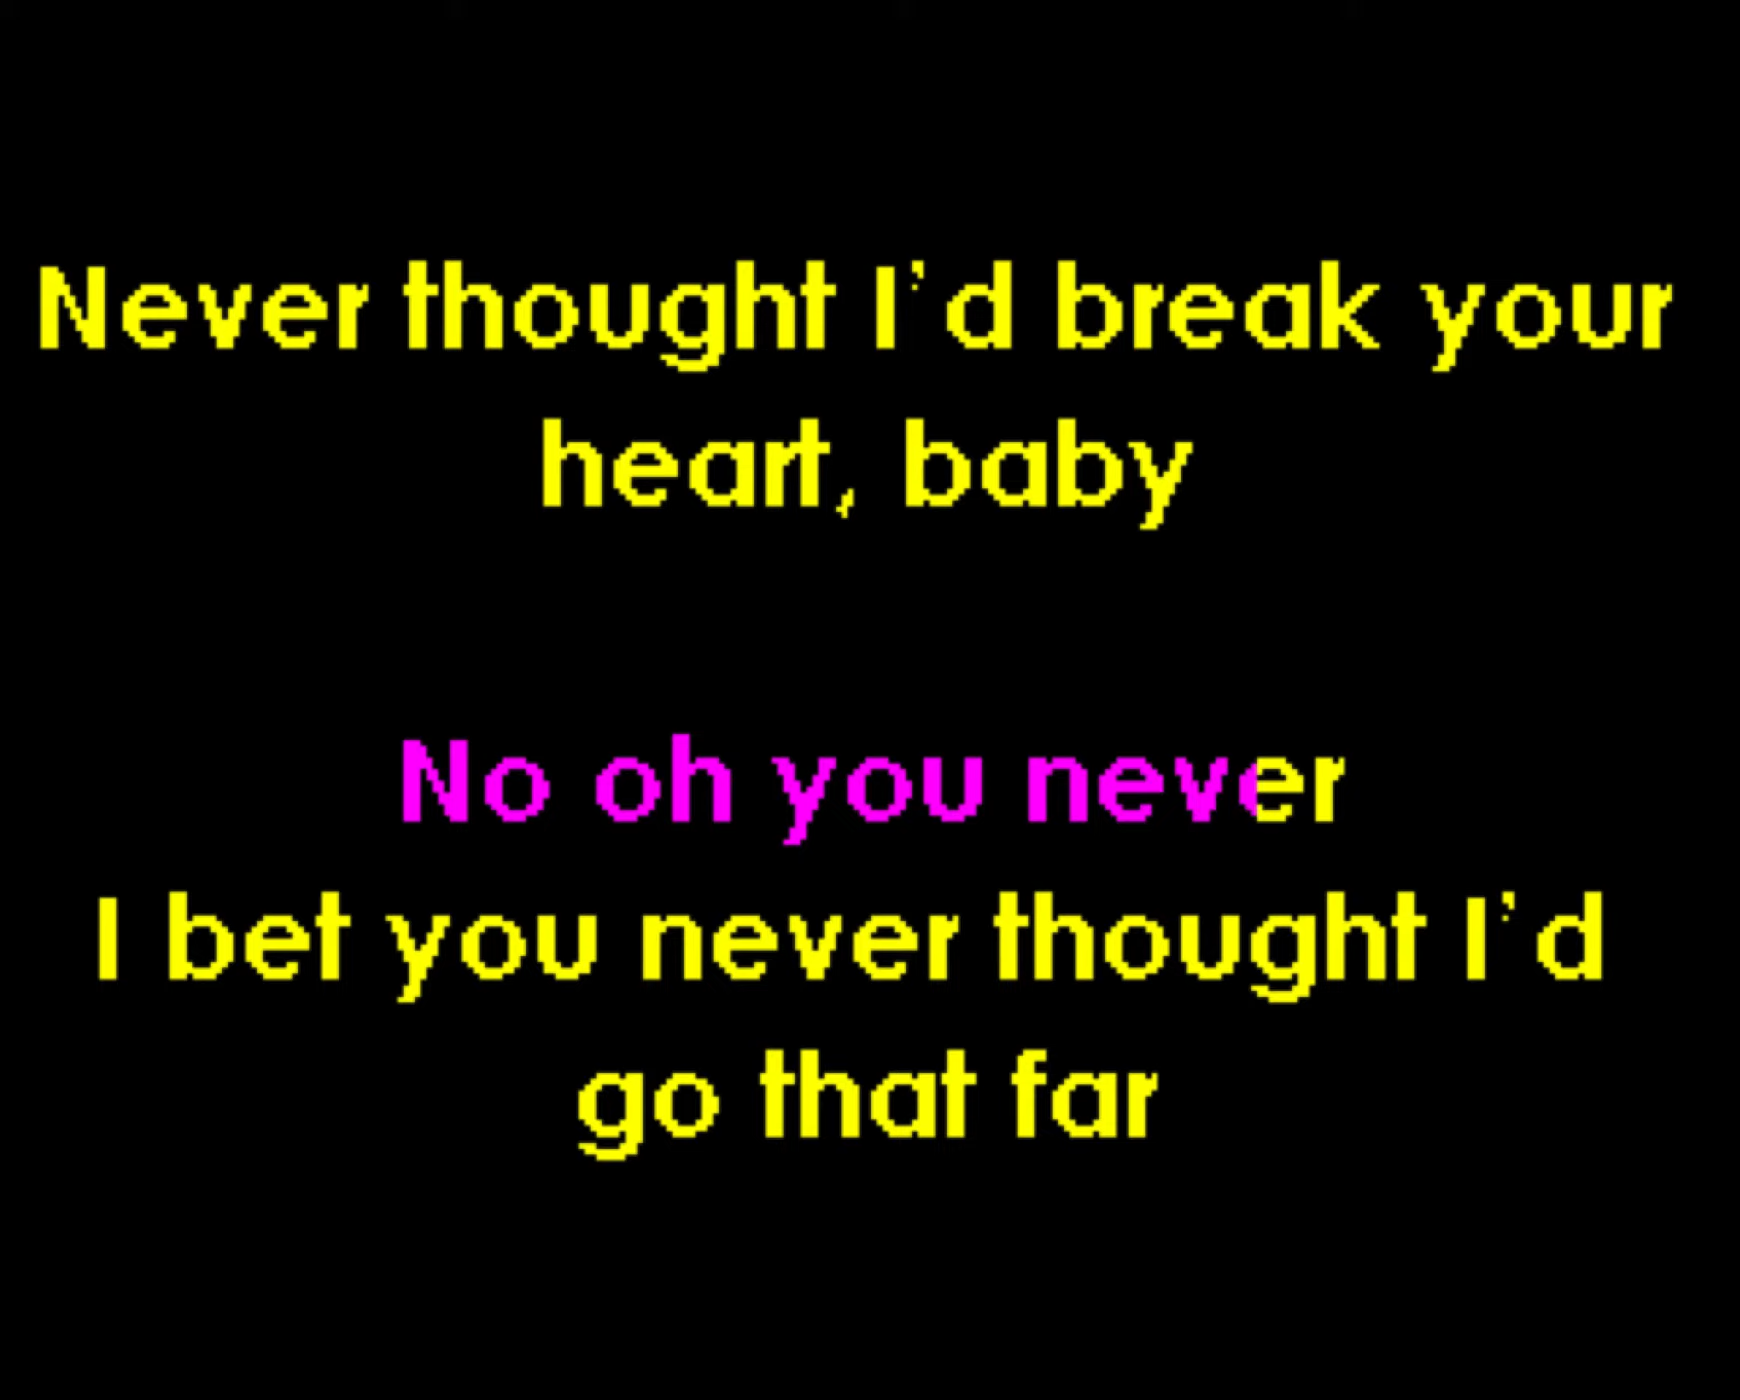 Never thought I'd break your
heart, baby
No oh you never
I bet you never thought I'd
go that far